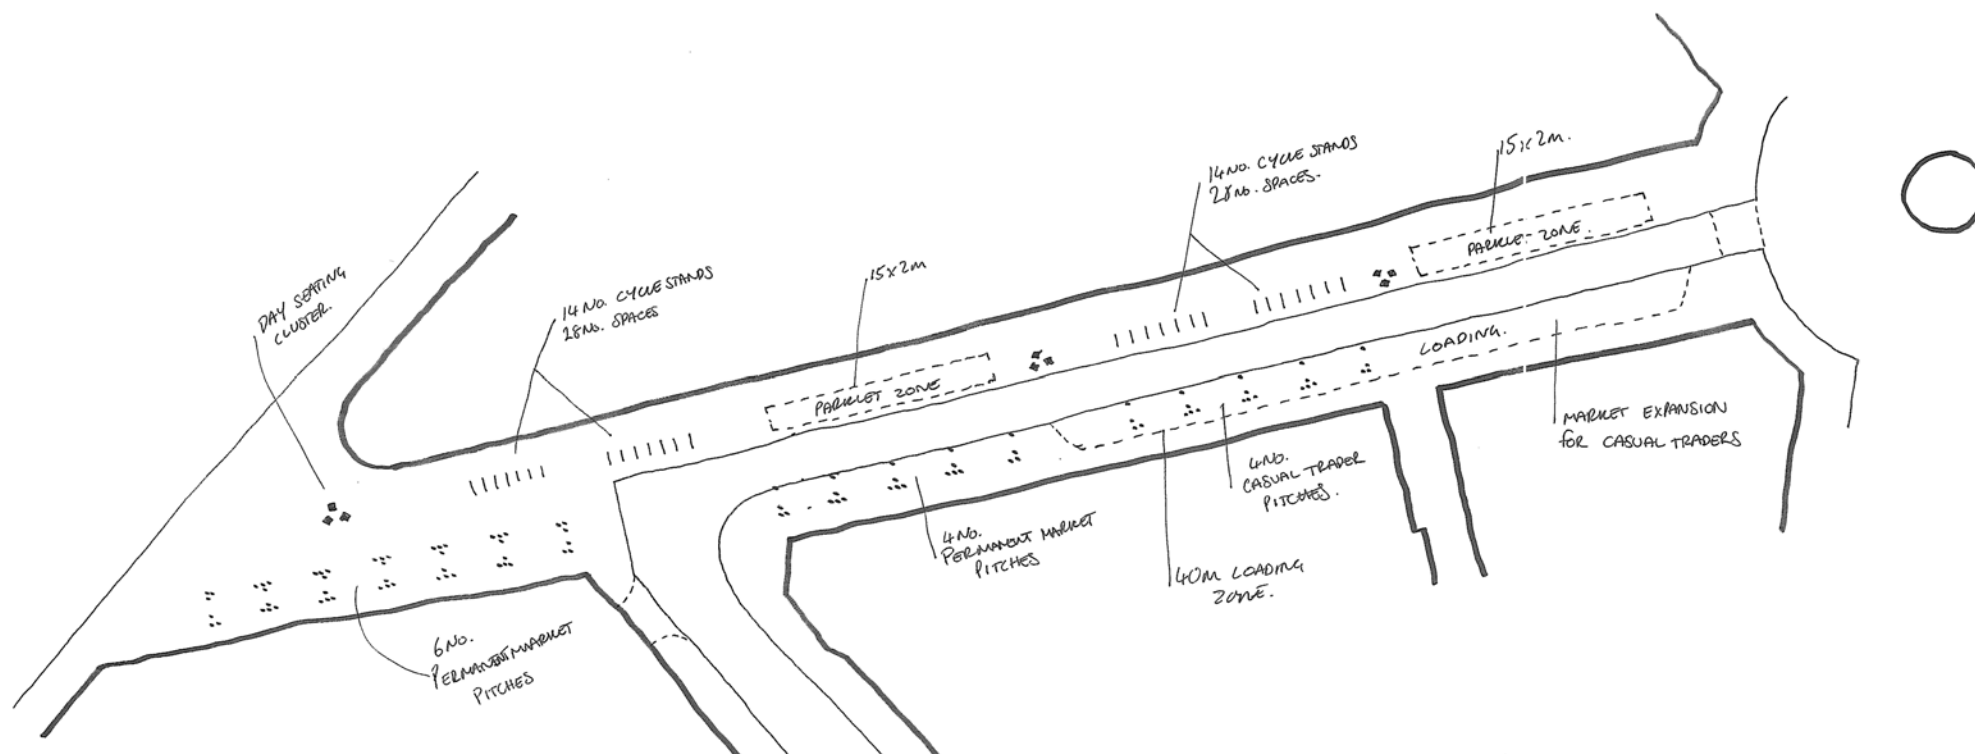 DAY SEATING
CLUSTER.
14 NO. CYCLE STANDS
28 NO. SPACES
15x2m
PARKLET ZONE
14 NO. CYCLE STANDS
28 NO. SPACES.
15x2m.
PARKLET ZONE.
LOADING.
MARKET EXPANSION
FOR CASUAL TRADERS
4 NO.
CASUAL TRADER
PITCHES.
40M LOADING
ZONE.
4 NO.
PERMANENT MARKET
PITCHES
6 NO.
PERMANENT MARKET
PITCHES